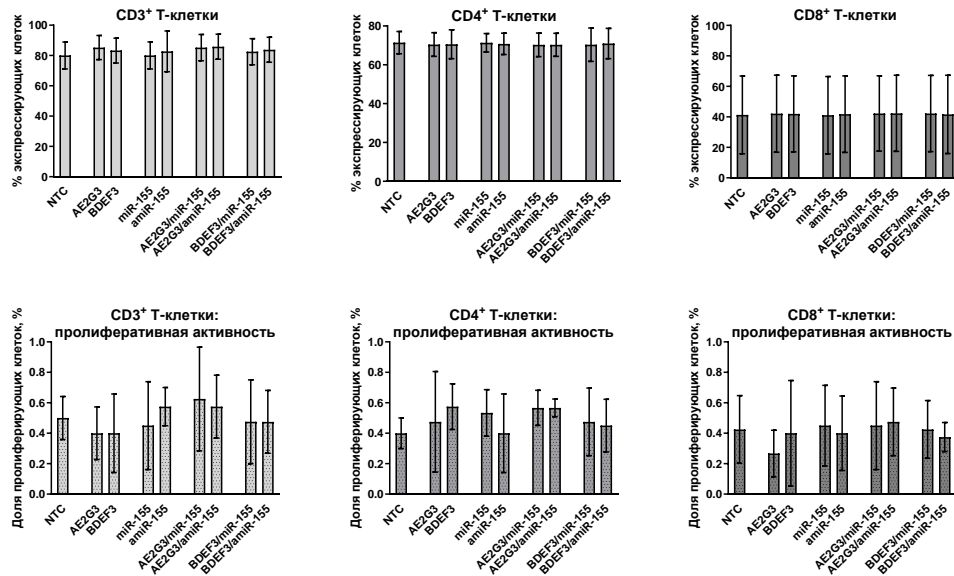 CD3⁺ Т-клетки
% экспрессирующих клеток
100
80
60
40
20
0
NTC
AE2G3
BDEF3
miR-155
amiR-155
AE2G3/miR-155
AE2G3/amiR-155
BDEF3/miR-155
BDEF3/amiR-155
CD4⁺ Т-клетки
% экспрессирующих клеток
80
60
40
20
0
NTC
AE2G3
BDEF3
miR-155
amiR-155
AE2G3/miR-155
AE2G3/amiR-155
BDEF3/miR-155
BDEF3/amiR-155
CD8⁺ Т-клетки
% экспрессирующих клеток
100
80
60
40
20
0
NTC
AE2G3
BDEF3
miR-155
amiR-155
AE2G3/miR-155
AE2G3/amiR-155
BDEF3/miR-155
BDEF3/amiR-155
CD3⁺ Т-клетки:
пролиферативная активность
Доля пролиферирующих клеток, %
1.0
0.8
0.6
0.4
0.2
0.0
NTC
AE2G3
BDEF3
miR-155
amiR-155
AE2G3/miR-155
AE2G3/amiR-155
BDEF3/miR-155
BDEF3/amiR-155
CD4⁺ Т-клетки:
пролиферативная активность
Доля пролиферирующих клеток, %
1.0
0.8
0.6
0.4
0.2
0.0
NTC
AE2G3
BDEF3
miR-155
amiR-155
AE2G3/miR-155
AE2G3/amiR-155
BDEF3/miR-155
BDEF3/amiR-155
CD8⁺ Т-клетки:
пролиферативная активность
Доля пролиферирующих клеток, %
1.0
0.8
0.6
0.4
0.2
0.0
NTC
AE2G3
BDEF3
miR-155
amiR-155
AE2G3/miR-155
AE2G3/amiR-155
BDEF3/miR-155
BDEF3/amiR-155